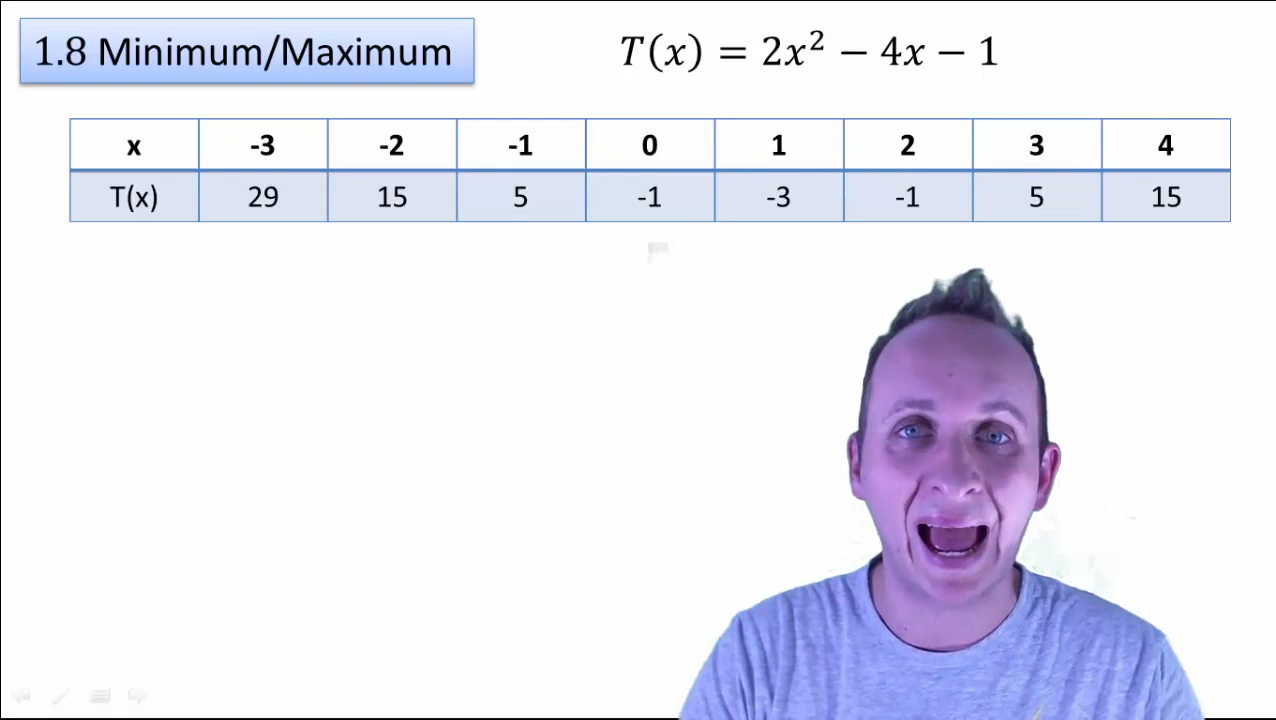 1.8 Minimum/Maximum
T(x) = 2x² − 4x − 1
x -3 -2 -1 0 1 2 3 4
T(x) 29 15 5 -1 -3 -1 5 15